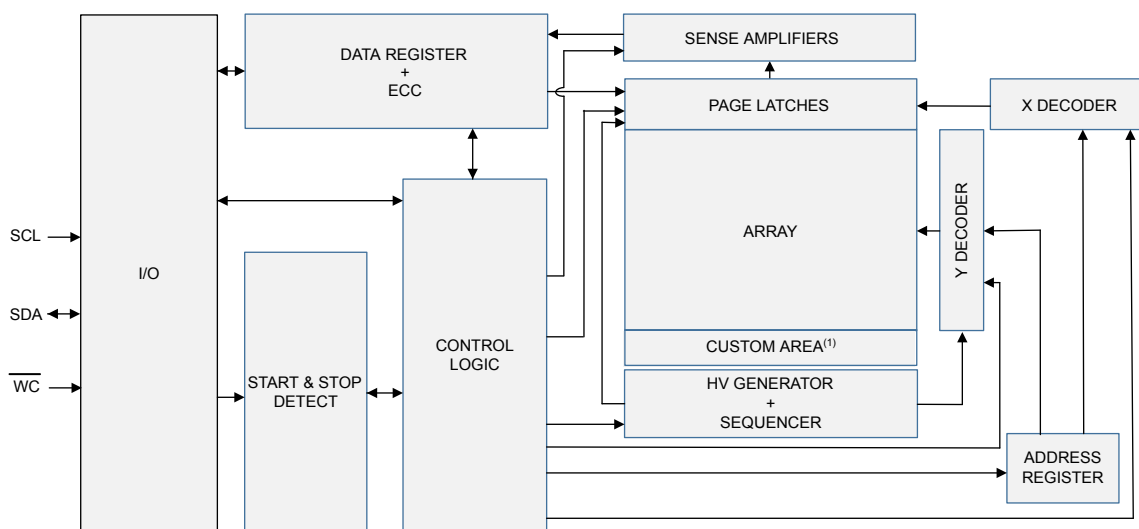 SENSE AMPLIFIERS
DATA REGISTER
+
ECC
PAGE LATCHES
X DECODER
ARRAY
Y DECODER
SCL
I/O
SDA
WC
CONTROL
LOGIC
CUSTOM AREA(1)
START & STOP
DETECT
HV GENERATOR
+
SEQUENCER
ADDRESS
REGISTER